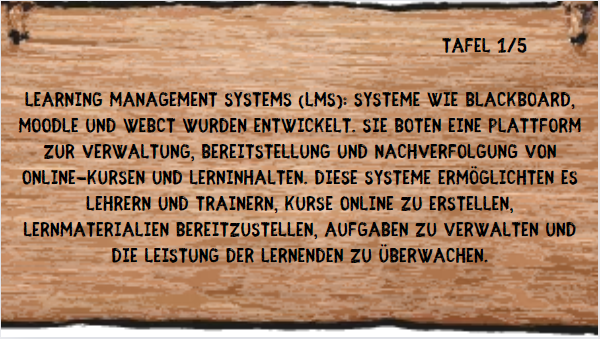 TAFEL 1/5
LEARNING MANAGEMENT SYSTEMS (LMS): SYSTEME WIE BLACKBOARD,
MOODLE UND WEBCT WURDEN ENTWICKELT. SIE BOTEN EINE PLATTFORM
ZUR VERWALTUNG, BEREITSTELLUNG UND NACHVERFOLGUNG VON
ONLINE-KURSEN UND LERNINHALTEN. DIESE SYSTEME ERMÖGLICHTEN ES
LEHRERN UND TRAINERN, KURSE ONLINE ZU ERSTELLEN,
LERNMATERIALIEN BEREITZUSTELLEN, AUFGABEN ZU VERWALTEN UND
DIE LEISTUNG DER LERNENDEN ZU ÜBERWACHEN.